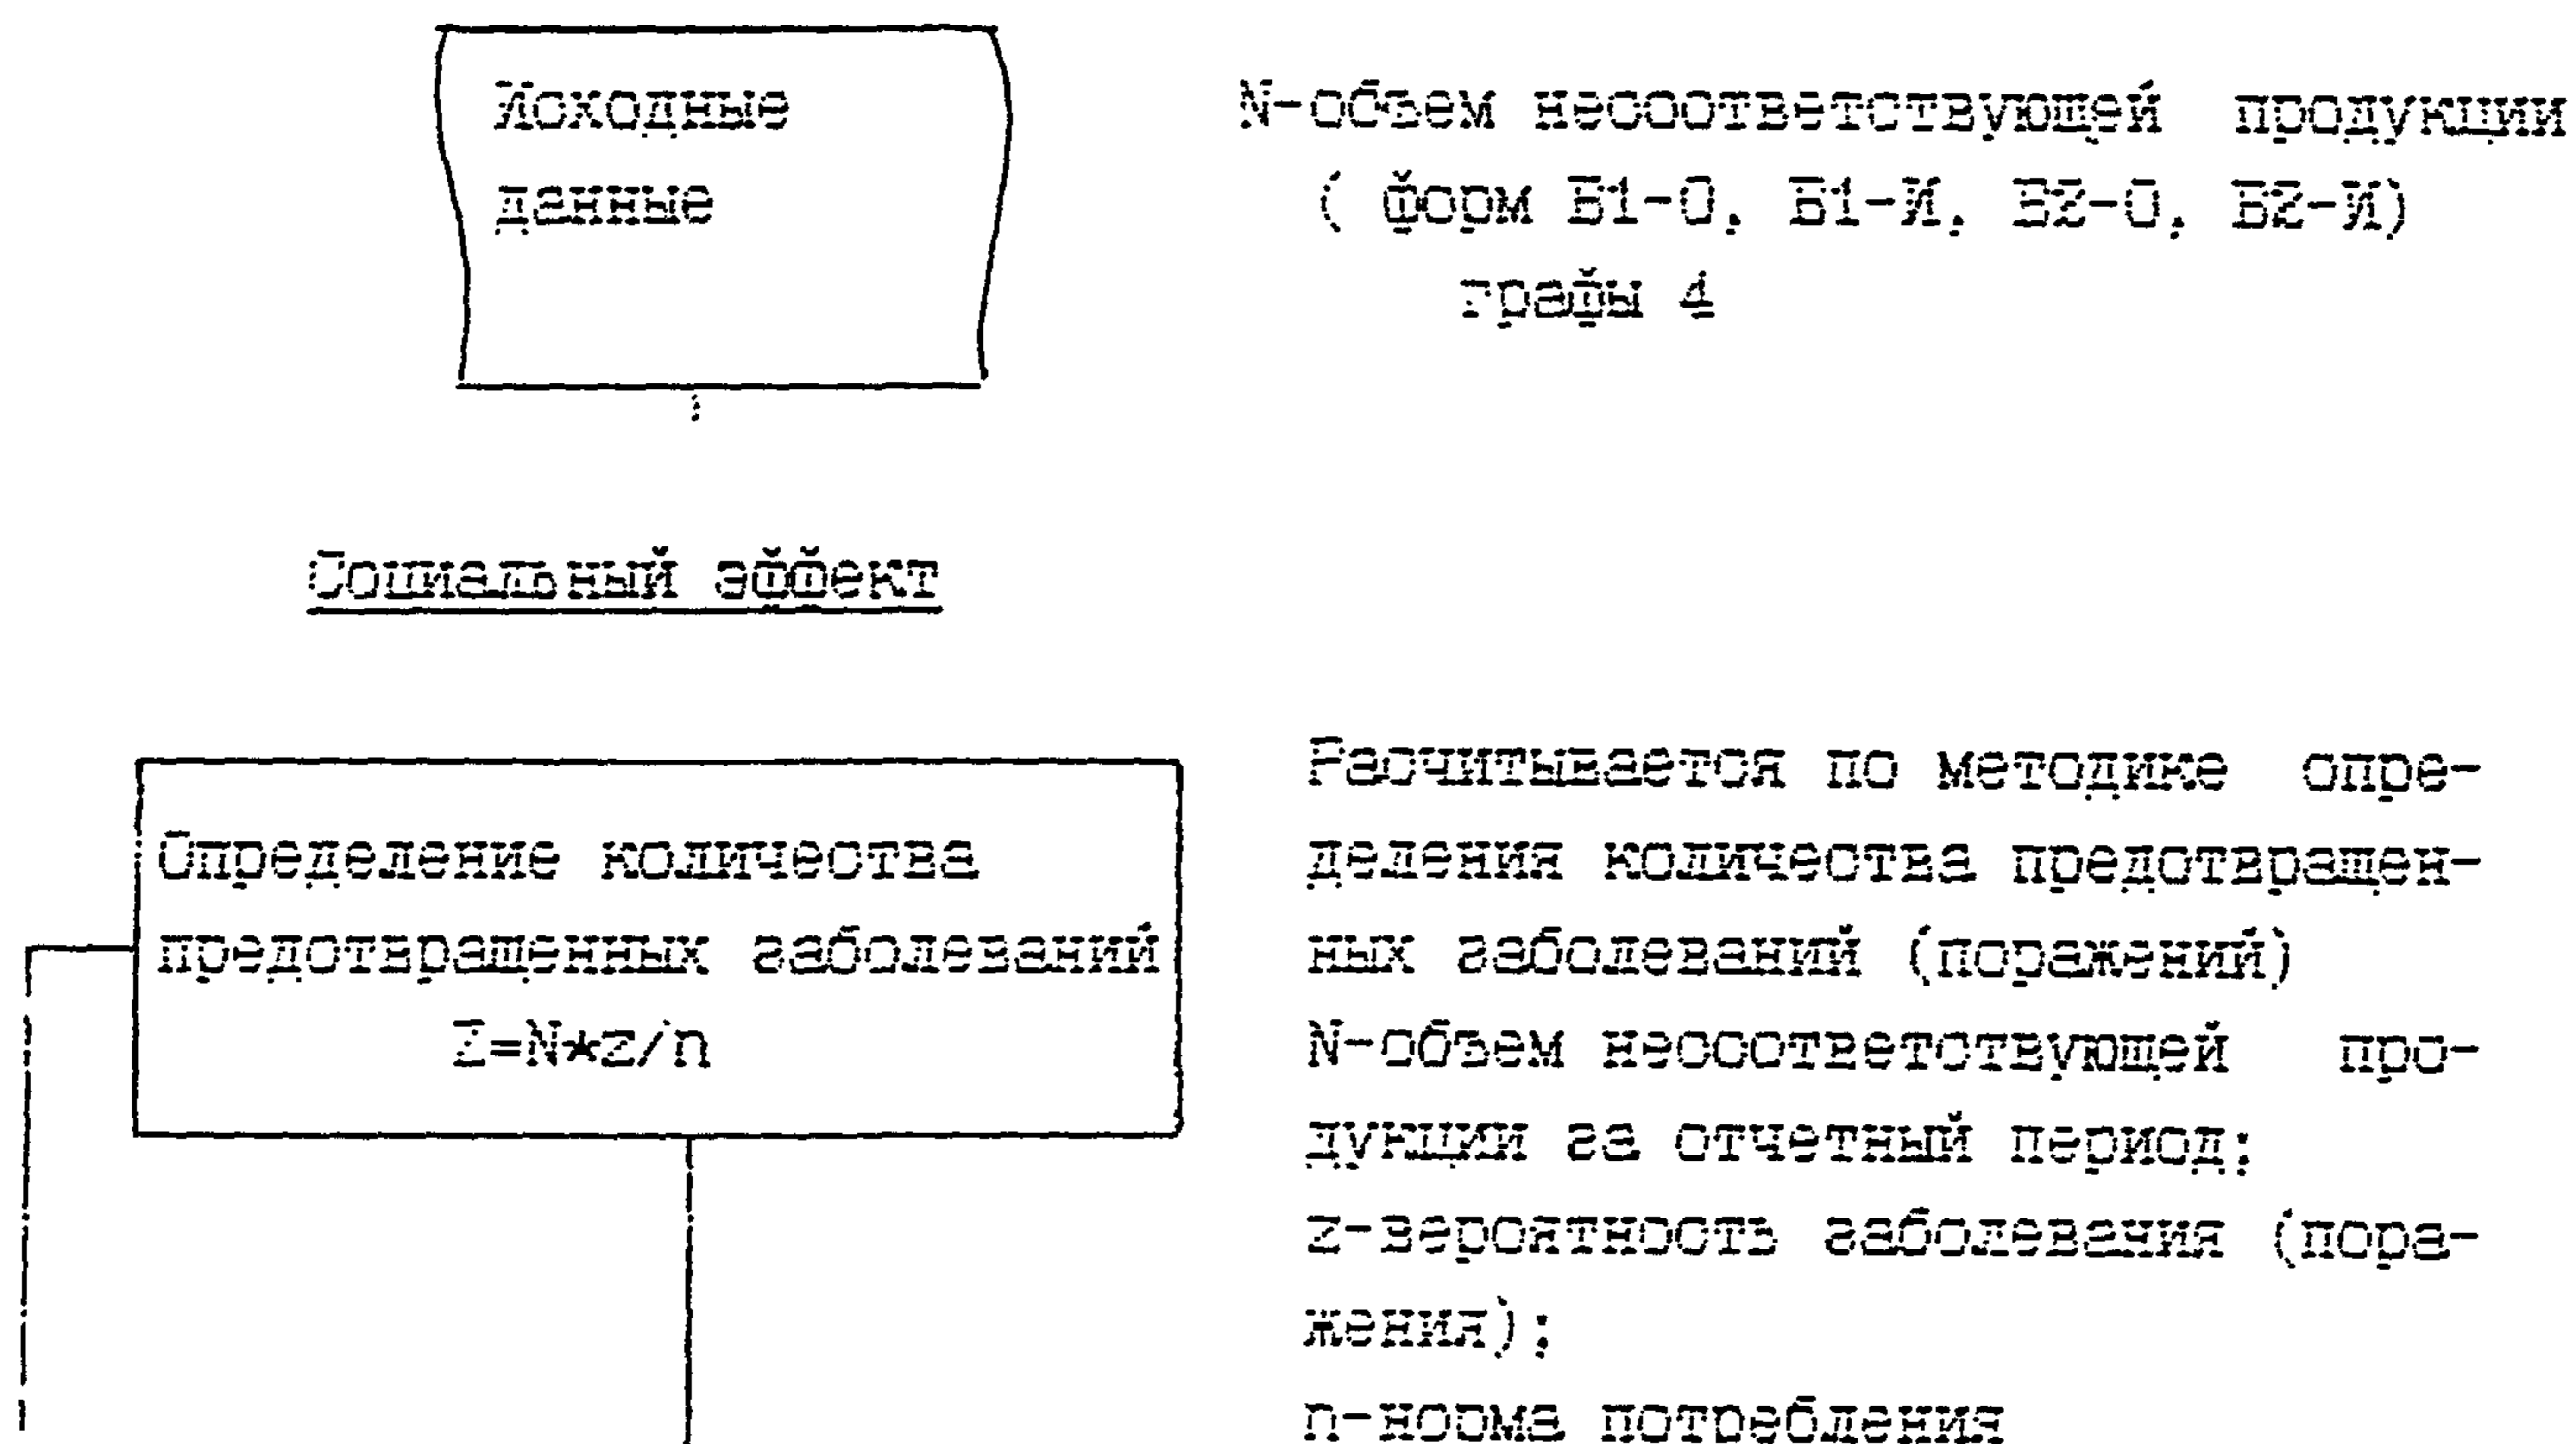 Исходные
данные
N-объем несоответствующей продукции
( форм Б1-О, Б1-И, В2-О, В2-И)
графы 4
Социальный эффект
Определение количества
предотвращенных заболеваний
Z=N*z/n
Расчитывается по методике опре-
деления количества предотвращен-
ных заболеваний (поражений)
N-объем несоответствующей про-
дукции за отчетный период;
z-вероятность заболевания (пора-
жения);
n-норма потребления